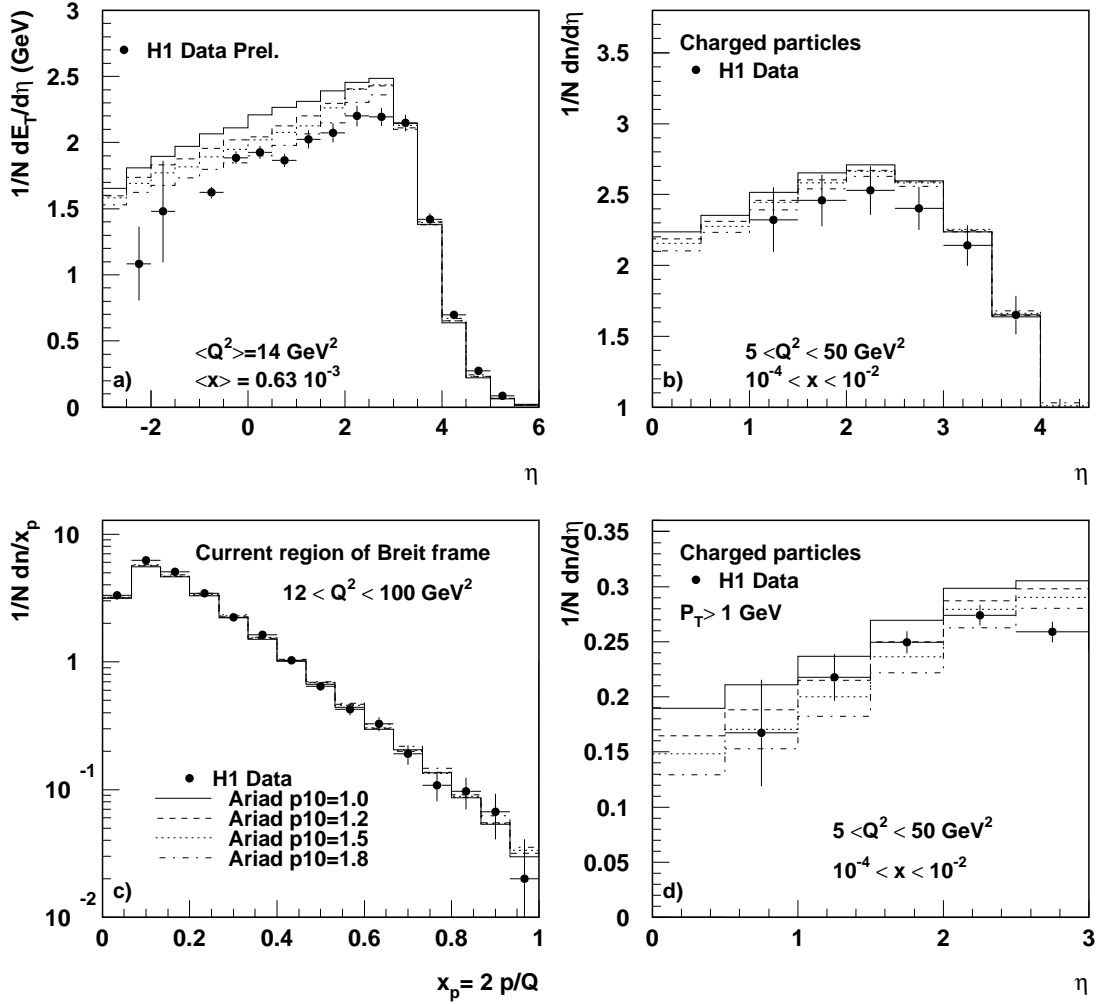 1/N dE_T/dη (GeV)
3
2.5
2
1.5
1
0.5
0
H1 Data Prel.
<Q²>=14 GeV²
<x> = 0.63 10⁻³
a)
-2
0
2
4
6
η
1/N dn/dη
3.5
3
2.5
2
1.5
1
Charged particles
H1 Data
5 <Q² < 50 GeV²
10⁻⁴ < x < 10⁻²
b)
0
1
2
3
4
η
1/N dn/x_p
10
1
10⁻¹
10⁻²
Current region of Breit frame
12 < Q² < 100 GeV²
H1 Data
Ariad p10=1.0
Ariad p10=1.2
Ariad p10=1.5
Ariad p10=1.8
c)
0
0.2
0.4
0.6
0.8
1
x_p= 2 p/Q
1/N dn/dη
0.35
0.3
0.25
0.2
0.15
0.1
0.05
0
Charged particles
H1 Data
P_T> 1 GeV
5 <Q² < 50 GeV²
10⁻⁴ < x < 10⁻²
d)
0
1
2
3
η